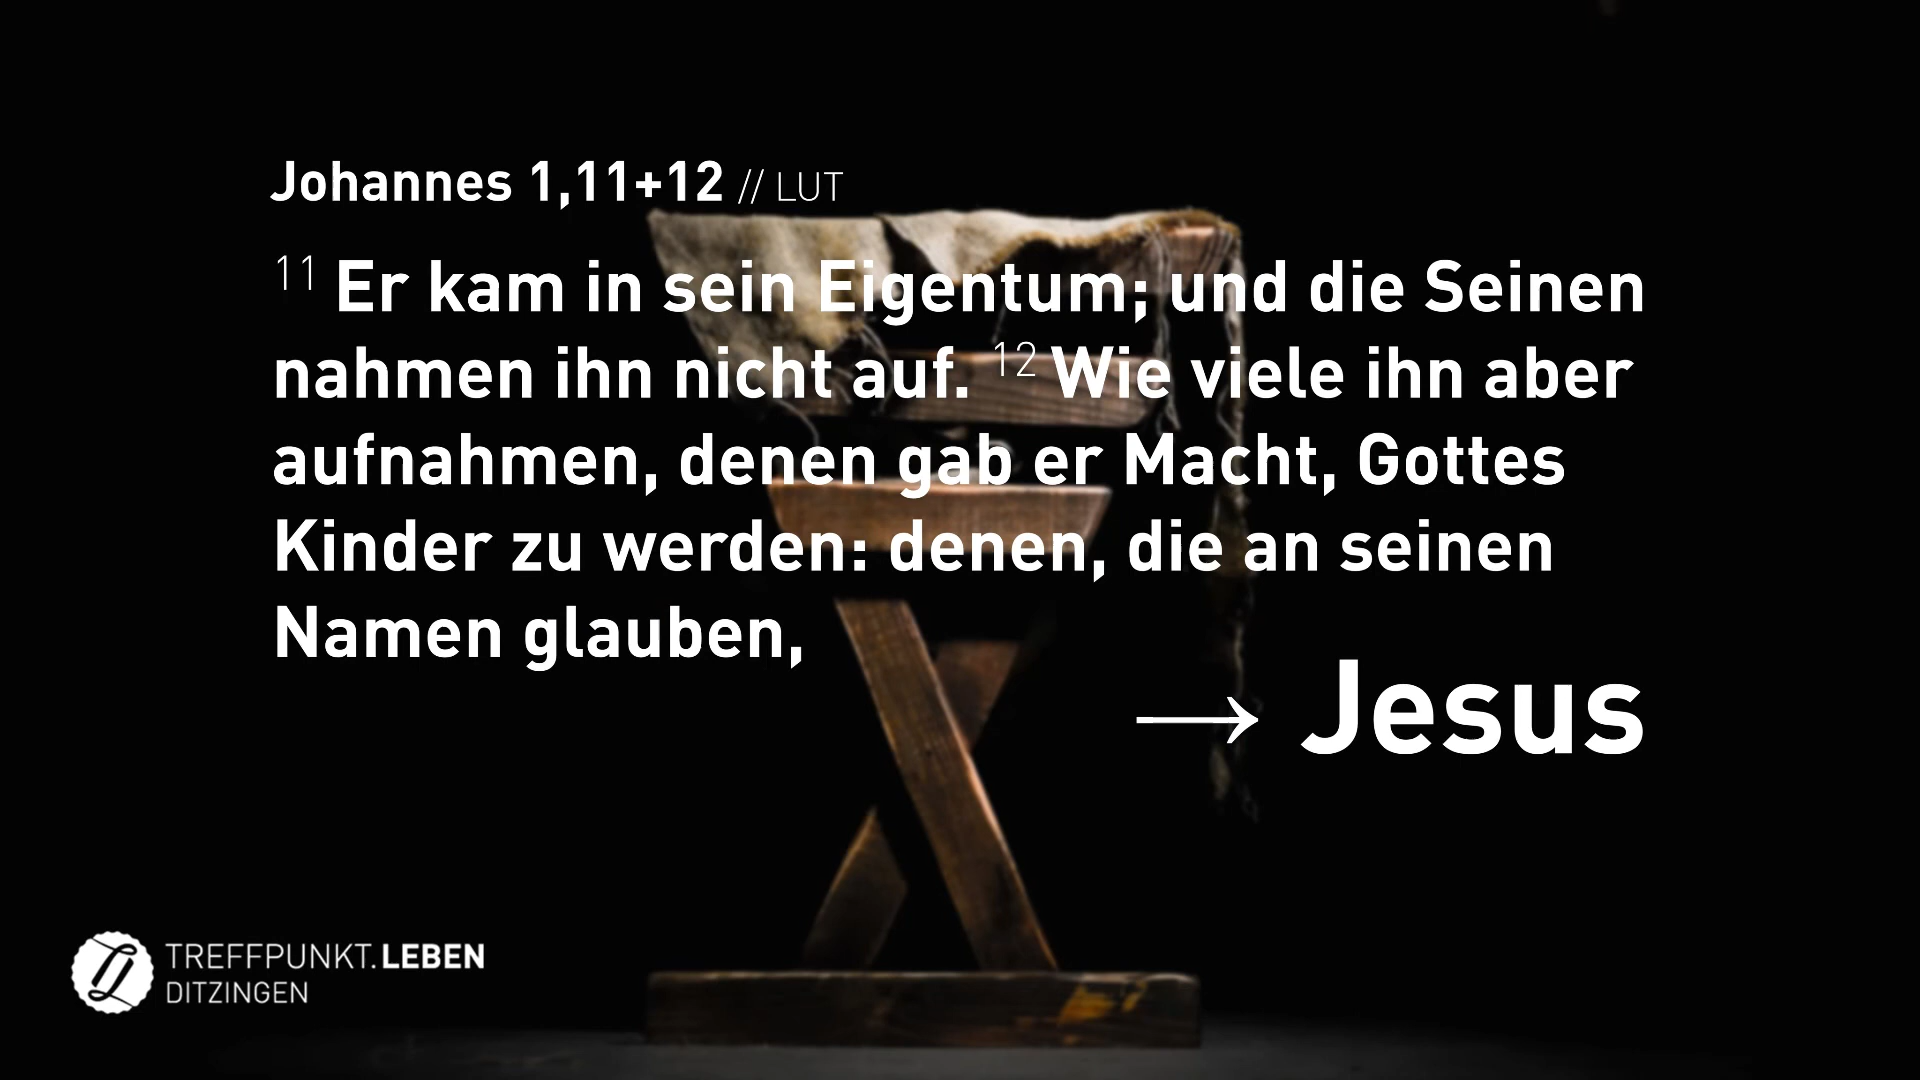 Johannes 1,11+12 // LUT
11 Er kam in sein Eigentum; und die Seinen
nahmen ihn nicht auf. 12 Wie viele ihn aber
aufnahmen, denen gab er Macht, Gottes
Kinder zu werden: denen, die an seinen
Namen glauben,
→ Jesus
TREFFPUNKT.LEBEN
DITZINGEN